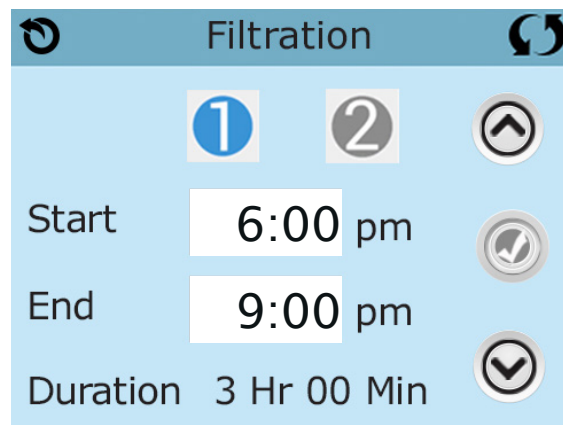 Filtration
1 2
Start 6:00 pm
End 9:00 pm
Duration 3 Hr 00 Min